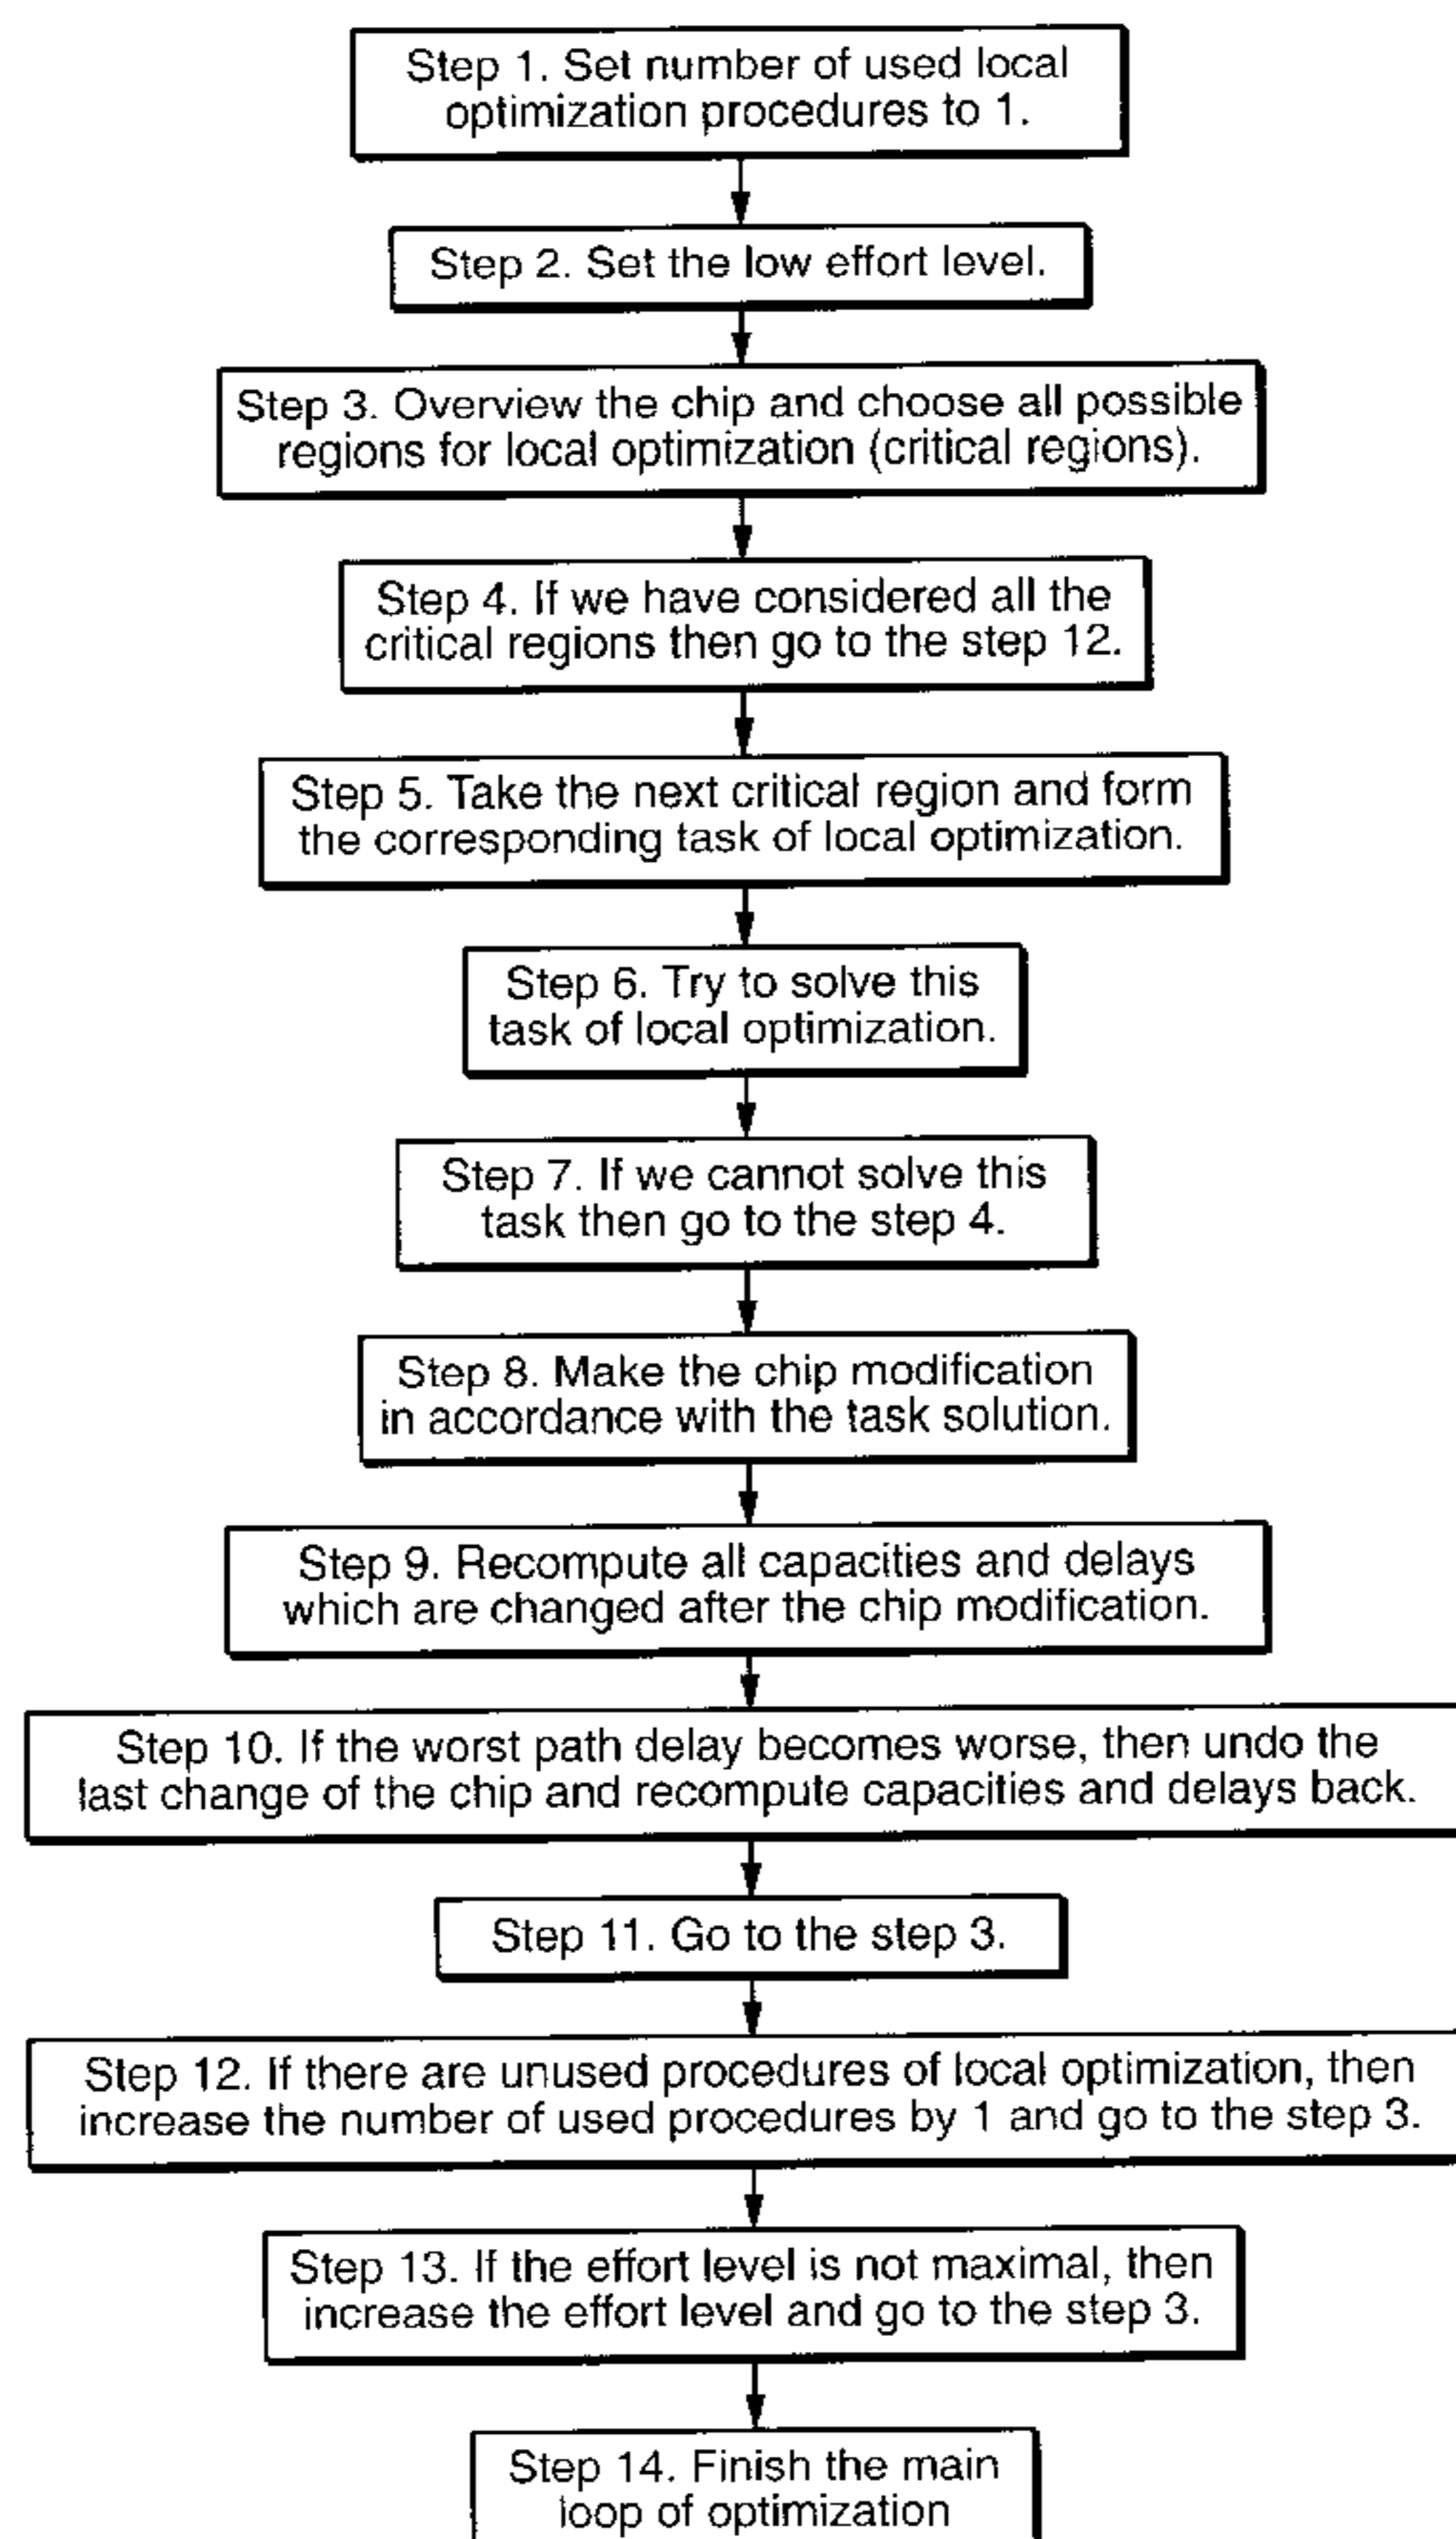 Step 1. Set number of used local
optimization procedures to 1.
Step 2. Set the low effort level.
Step 3. Overview the chip and choose all possible
regions for local optimization (critical regions).
Step 4. If we have considered all the
critical regions then go to the step 12.
Step 5. Take the next critical region and form
the corresponding task of local optimization.
Step 6. Try to solve this
task of local optimization.
Step 7. If we cannot solve this
task then go to the step 4.
Step 8. Make the chip modification
in accordance with the task solution.
Step 9. Recompute all capacities and delays
which are changed after the chip modification.
Step 10. If the worst path delay becomes worse, then undo the
last change of the chip and recompute capacities and delays back.
Step 11. Go to the step 3.
Step 12. If there are unused procedures of local optimization, then
increase the number of used procedures by 1 and go to the step 3.
Step 13. If the effort level is not maximal, then
increase the effort level and go to the step 3.
Step 14. Finish the main
loop of optimization